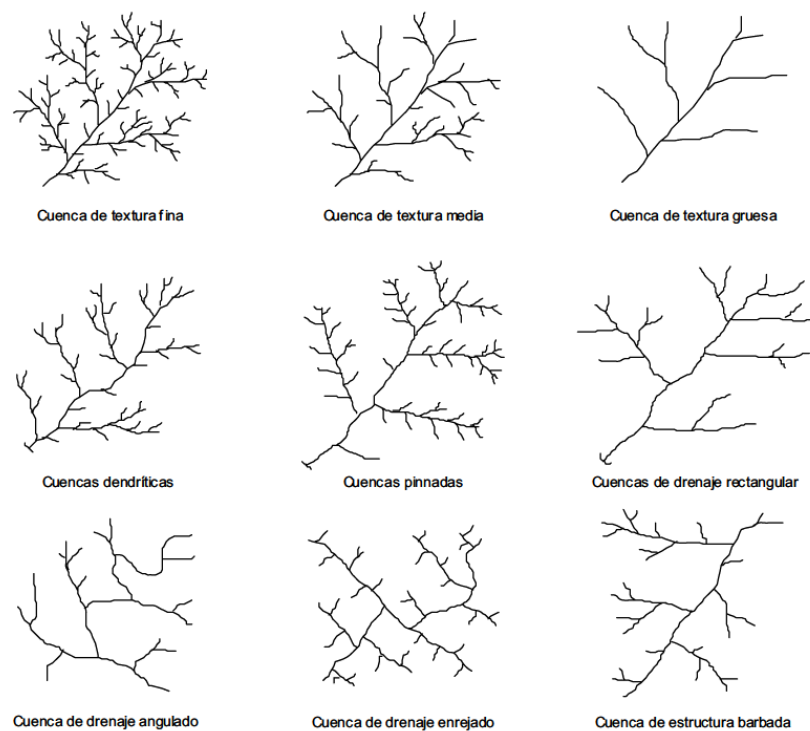 Cuenca de textura fina
Cuenca de textura media
Cuenca de textura gruesa
Cuencas dendríticas
Cuencas pinnadas
Cuencas de drenaje rectangular
Cuenca de drenaje angulado
Cuenca de drenaje enrejado
Cuenca de estructura barbada